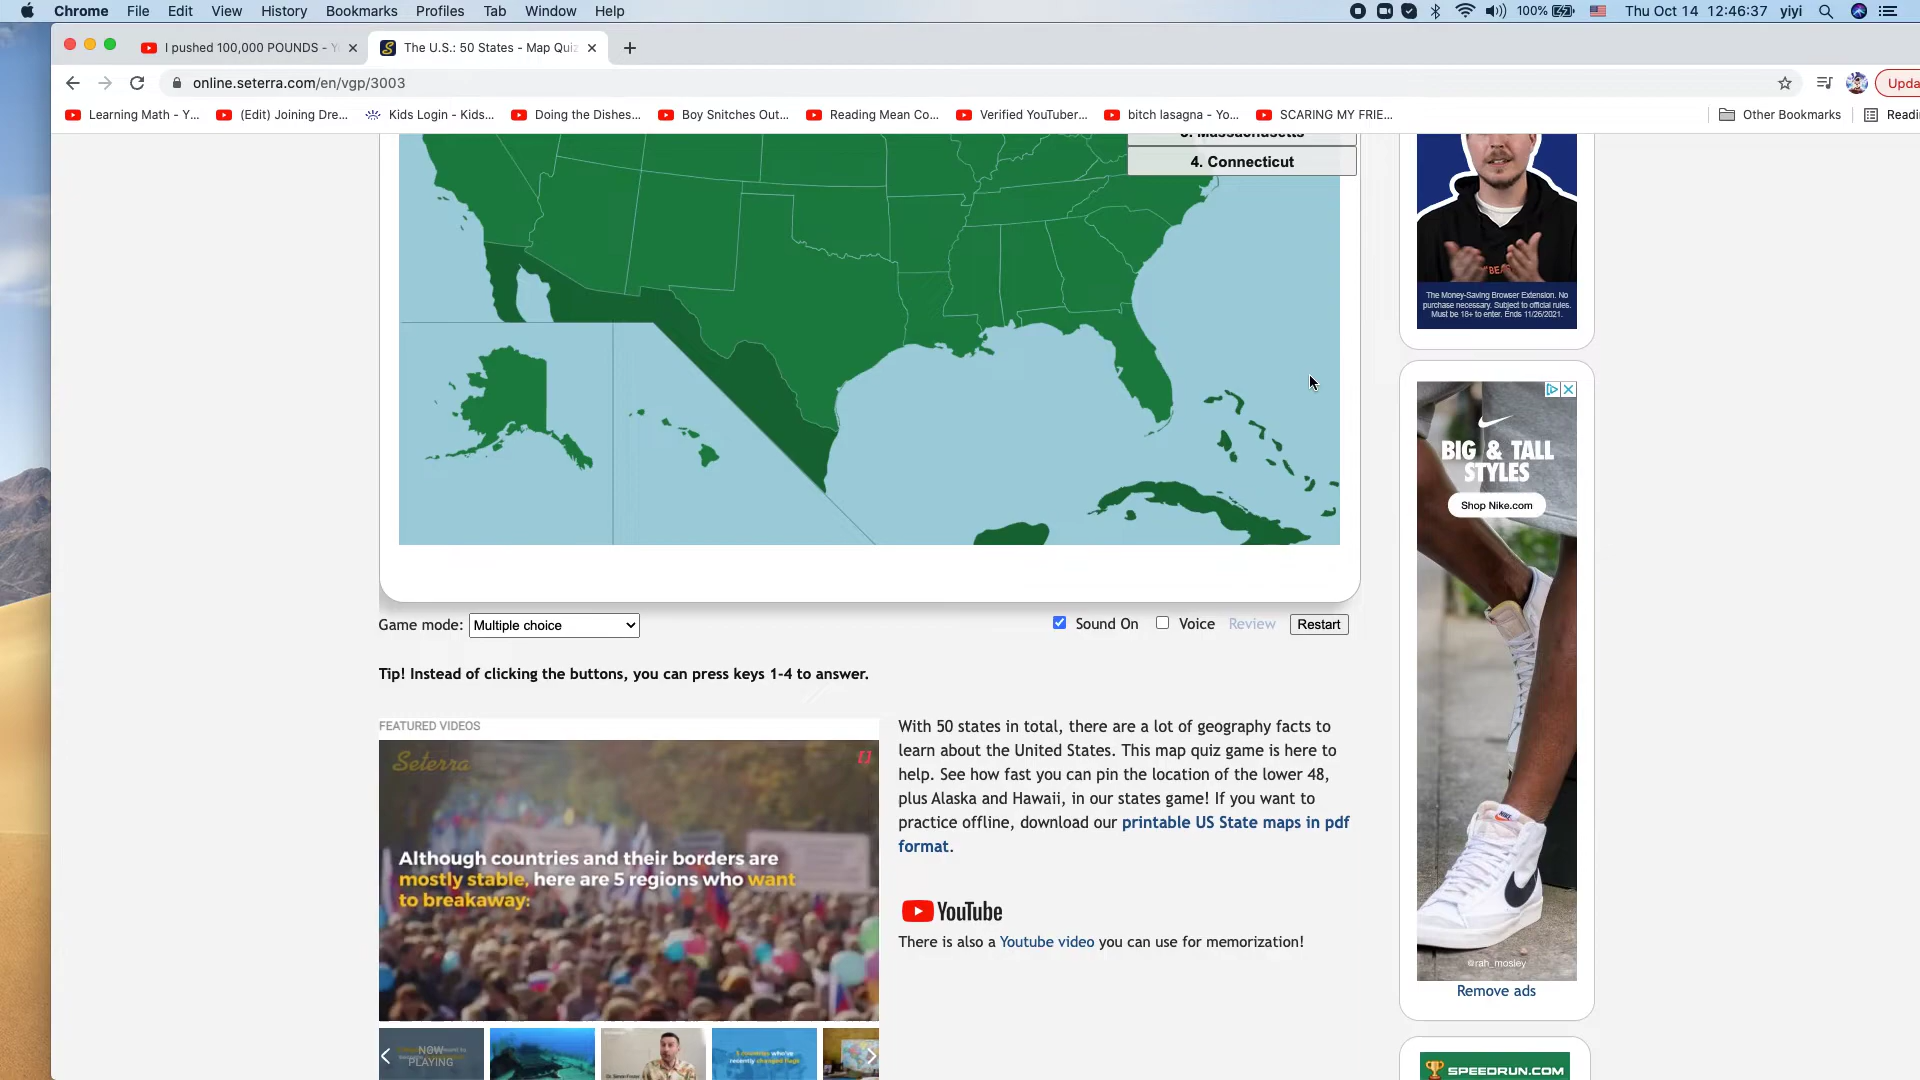 Chrome File Edit View History Bookmarks Profiles Tab Window Help 100% Thu Oct 14 12:46:37 yiyi
I pushed 100,000 POUNDS - The U.S.: 50 States - Map Quiz
online.seterra.com/en/vgp/3003 Upda
Learning Math - Y... (Edit) Joining Dre... Kids Login - Kids... Doing the Dishes... Boy Snitches Out... Reading Mean Co... Verified YouTuber... bitch lasagna - Yo... SCARING MY FRIE... Other Bookmarks Readi
3. Massachusetts
4. Connecticut
The Money-Saving Browser Extension. No
purchase necessary. Subject to official rules.
Must be 18+ to enter. Ends 11/26/2021.
BIG & TALL
STYLES
Shop Nike.com
@rah_mosley
Remove ads
Game mode: Multiple choice Sound On Voice Review Restart
Tip! Instead of clicking the buttons, you can press keys 1-4 to answer.
FEATURED VIDEOS
Seterra
Although countries and their borders are
mostly stable, here are 5 regions who want
to breakaway:
NOW
PLAYING
With 50 states in total, there are a lot of geography facts to
learn about the United States. This map quiz game is here to
help. See how fast you can pin the location of the lower 48,
plus Alaska and Hawaii, in our states game! If you want to
practice offline, download our printable US State maps in pdf
format.
YouTube
There is also a Youtube video you can use for memorization!
SPEEDRUN.COM